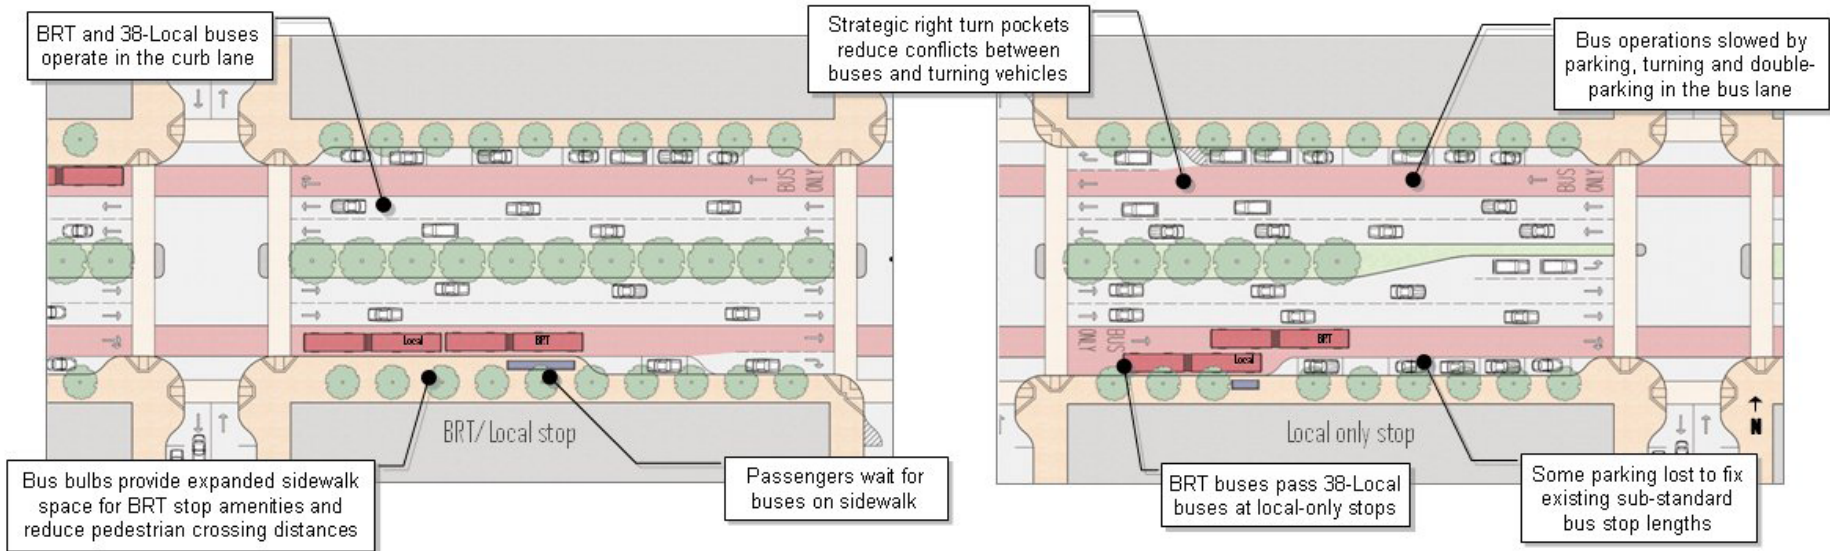 BRT and 38-Local buses
operate in the curb lane
Strategic right turn pockets
reduce conflicts between
buses and turning vehicles
Bus operations slowed by
parking, turning and double-
parking in the bus lane
BUS
ONLY
BUS
ONLY
Local
BRT
BUS
ONLY
BRT
Local
BRT/Local stop
Local only stop
N
Bus bulbs provide expanded sidewalk
space for BRT stop amenities and
reduce pedestrian crossing distances
Passengers wait for
buses on sidewalk
BRT buses pass 38-Local
buses at local-only stops
Some parking lost to fix
existing sub-standard
bus stop lengths